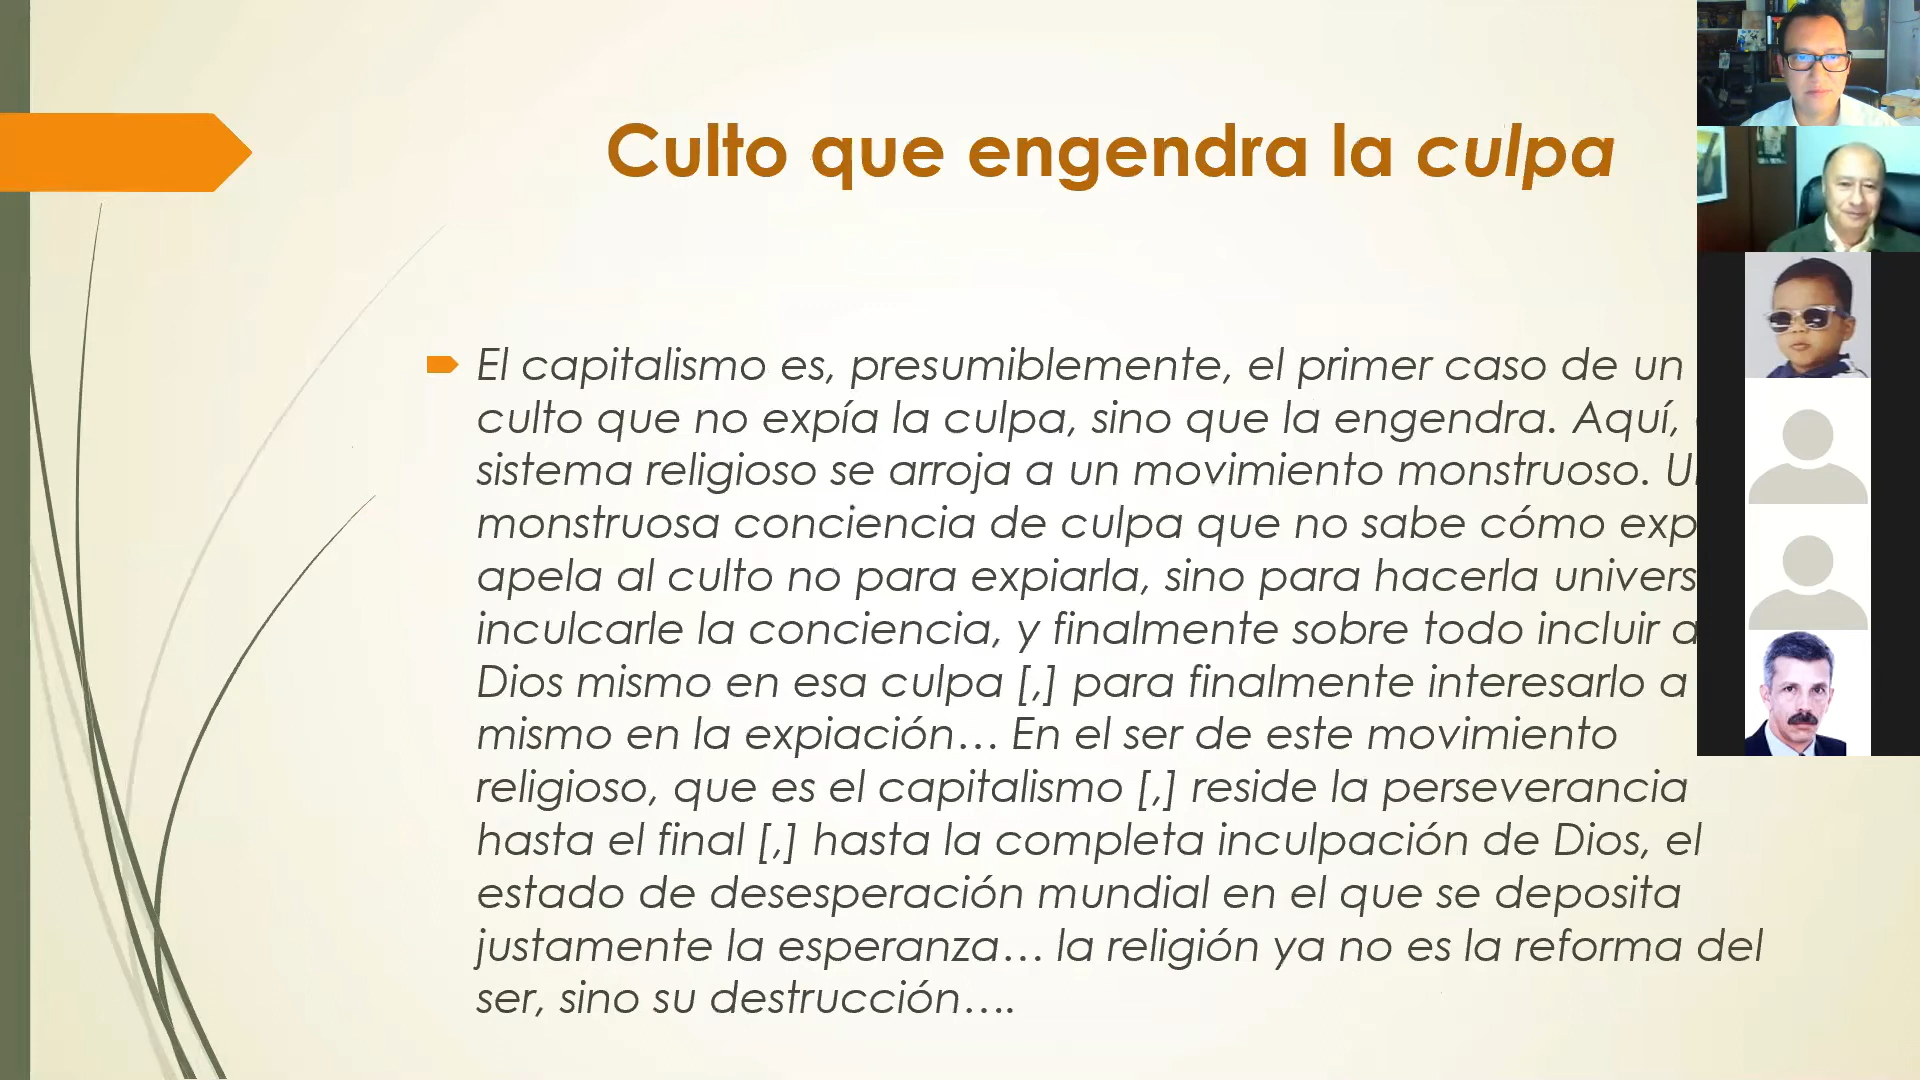 Culto que engendra la culpa
El capitalismo es, presumiblemente, el primer caso de un
culto que no expía la culpa, sino que la engendra. Aquí,
sistema religioso se arroja a un movimiento monstruoso.
monstruosa conciencia de culpa que no sabe cómo
apela al culto no para expiarla, sino para hacerla
inculcarle la conciencia, y finalmente sobre todo incluir a
Dios mismo en esa culpa [,] para finalmente interesarlo a
mismo en la expiación… En el ser de este movimiento
religioso, que es el capitalismo [,] reside la perseverancia
hasta el final [,] hasta la completa inculpación de Dios, el
estado de desesperación mundial en el que se deposita
justamente la esperanza… la religión ya no es la reforma del
ser, sino su destrucción….